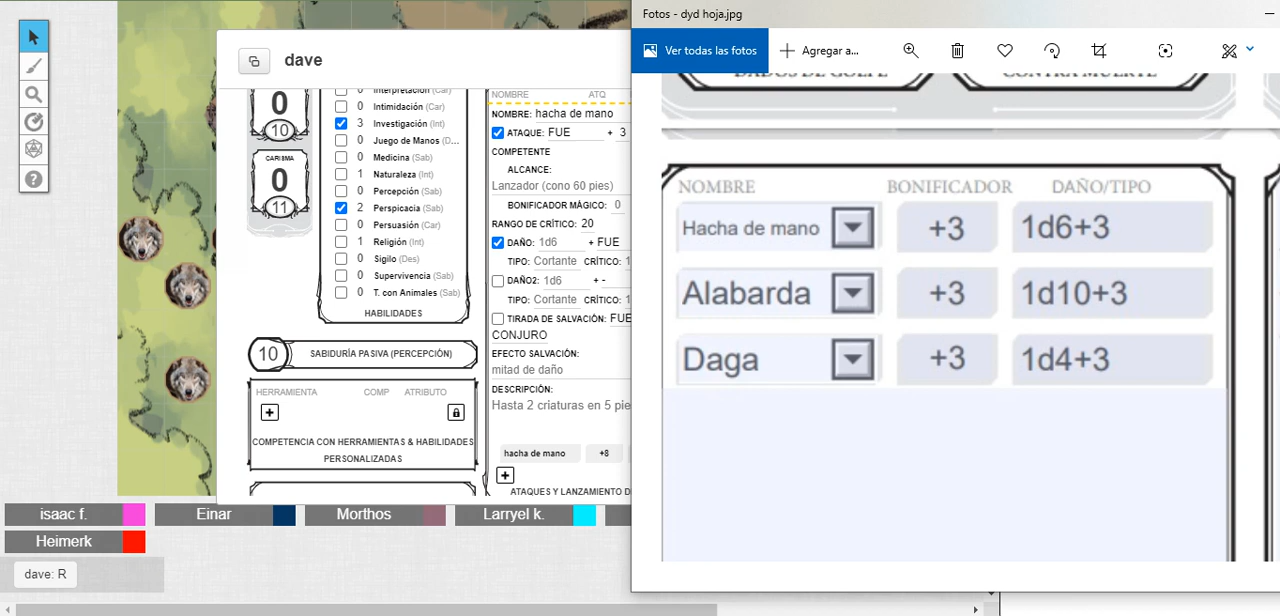 Fotos - dyd hoja.jpg
Ver todas las fotos
Agregar a...
dave
DADOS DE GOLPE
CONTRA MUERTE
0
10
CARISMA
0
11
0 Interpretación (Car)
0 Intimidación (Car)
3 Investigación (Int)
0 Juego de Manos (D...
0 Medicina (Sab)
1 Naturaleza (Int)
0 Percepción (Sab)
2 Perspicacia (Sab)
0 Persuasión (Car)
1 Religión (Int)
0 Sigilo (Des)
0 Supervivencia (Sab)
0 T. con Animales (Sab)
HABILIDADES
10 SABIDURÍA PASIVA (PERCEPCIÓN)
HERRAMIENTA COMP ATRIBUTO
COMPETENCIA CON HERRAMIENTAS & HABILIDADES
PERSONALIZADAS
NOMBRE ATQ
NOMBRE: hacha de mano
ATAQUE: FUE + 3
COMPETENTE
ALCANCE:
Lanzador (cono 60 pies)
BONIFICADOR MÁGICO: 0
RANGO DE CRÍTICO: 20
DAÑO: 1d6 + FUE
TIPO: Cortante CRÍTICO: 1
DAÑO2: 1d6 + -
TIPO: Cortante CRÍTICO: 1
TIRADA DE SALVACIÓN: FUE
CONJURO
EFECTO SALVACIÓN:
mitad de daño
DESCRIPCIÓN:
Hasta 2 criaturas en 5 pie
hacha de mano +8
ATAQUES Y LANZAMIENTO D
NOMBRE BONIFICADOR DAÑO/TIPO
Hacha de mano +3 1d6+3
Alabarda +3 1d10+3
Daga +3 1d4+3
isaac f. Einar Morthos Larryel k.
Heimerk
dave: R